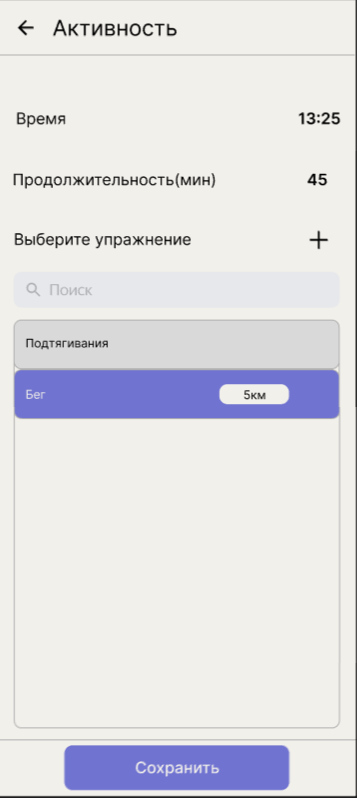 Активность
Время 13:25
Продолжительность(мин) 45
Выберите упражнение
Поиск
Подтягивания
Бег 5км
Сохранить